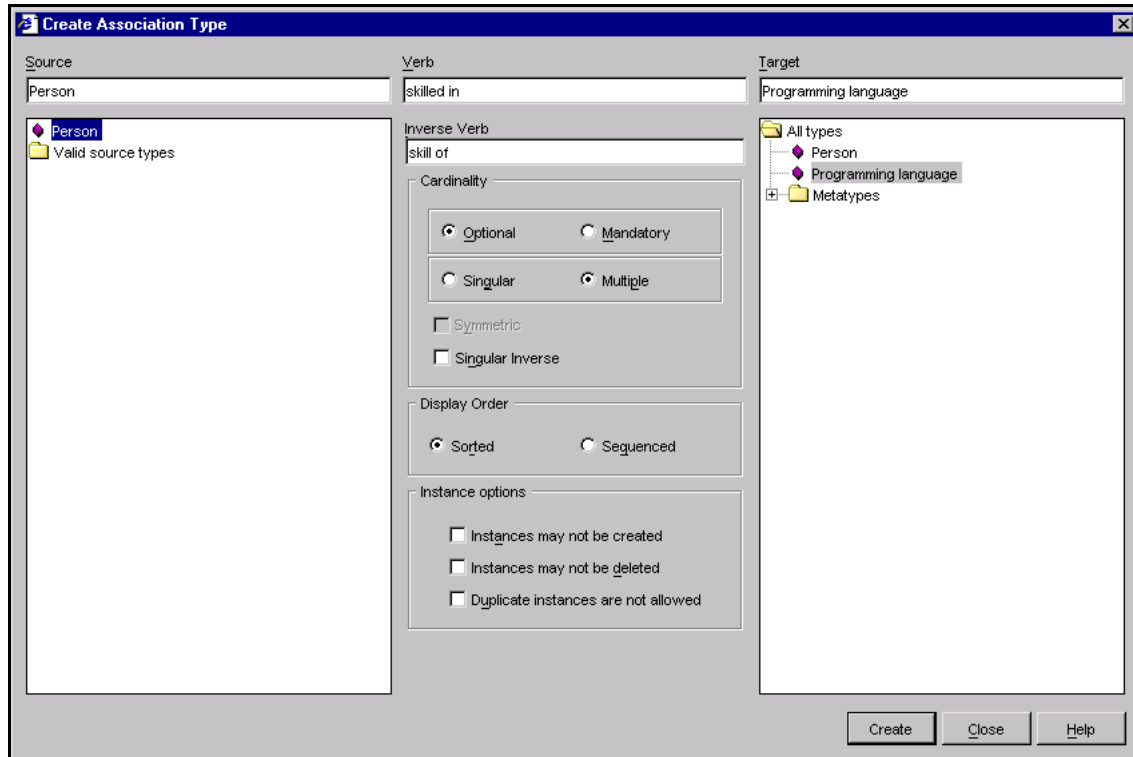 Create Association Type
Source
Verb
Target
Person
skilled in
Programming language
Person
Valid source types
Inverse Verb
skill of
Cardinality
Optional
Mandatory
Singular
Multiple
Symmetric
Singular Inverse
Display Order
Sorted
Sequenced
Instance options
Instances may not be created
Instances may not be deleted
Duplicate instances are not allowed
All types
Person
Programming language
Metatypes
Create
Close
Help